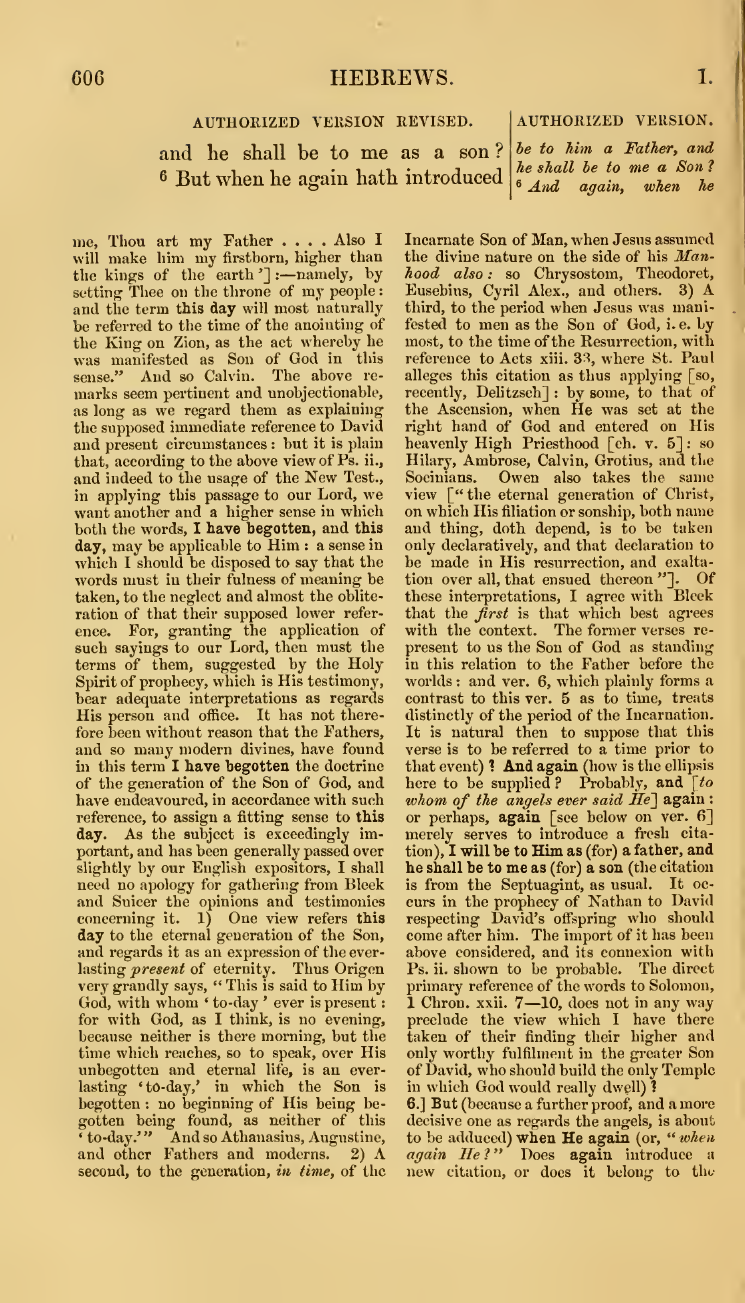 606
HEBREWS.
1.
AUTHORIZED VERSION REVISED.
and he shall be to me as a son ?
6 But when he again hath introduced
AUTHORIZED VERSION.
be to him a Father, and
he shall be to me a Son ?
6 And again, when he
me, Thou art my Father . . . . Also I
will make him my firstborn, higher than
the kings of the earth’] :—namely, by
setting Thee on the throne of my people :
and the term this day will most naturally
be referred to the time of the anointing of
the King on Zion, as the act whereby he
was manifested as Son of God in this
sense.” And so Calvin. The above re-
marks seem pertinent and unobjectionable,
as long as we regard them as explaining
the supposed immediate reference to David
and present circumstances : but it is plain
that, according to the above view of Ps. ii.,
and indeed to the usage of the New Test.,
in applying this passage to our Lord, we
want another and a higher sense in which
both the words, I have begotten, and this
day, may be applicable to Him : a sense in
which I should be disposed to say that the
words must in their fulness of meaning be
taken, to the neglect and almost the oblite-
ration of that their supposed lower refer-
ence. For, granting the application of
such sayings to our Lord, then must the
terms of them, suggested by the Holy
Spirit of prophecy, which is His testimony,
bear adequate interpretations as regards
His person and office. It has not there-
fore been without reason that the Fathers,
and so many modern divines, have found
in this term I have begotten the doctrine
of the generation of the Son of God, and
have endeavoured, in accordance with such
reference, to assign a fitting sense to this
day. As the subject is exceedingly im-
portant, and has been generally passed over
slightly by our English expositors, I shall
need no apology for gathering from Bleek
and Suicer the opinions and testimonies
concerning it. 1) One view refers this
day to the eternal generation of the Son,
and regards it as an expression of the ever-
lasting present of eternity. Thus Origen
very grandly says, “ This is said to Him by
God, with whom ‘ to-day ’ ever is present :
for with God, as I think, is no evening,
because neither is there morning, but the
time which reaches, so to speak, over His
unbegotten and eternal life, is an ever-
lasting ‘to-day,’ in which the Son is
begotten : no beginning of His being be-
gotten being found, as neither of this
‘ to-day.’ ” And so Athanasius, Augustine,
and other Fathers and moderns. 2) A
second, to the generation, in time, of the
Incarnate Son of Man, when Jesus assumed
the divine nature on the side of his Man-
hood also : so Chrysostom, Theodoret,
Eusebius, Cyril Alex., and others. 3) A
third, to the period when Jesus was mani-
fested to men as the Son of God, i. e. by
most, to the time of the Resurrection, with
reference to Acts xiii. 33, where St. Paul
alleges this citation as thus applying [so,
recently, Delitzsch] : by some, to that of
the Ascension, when He was set at the
right hand of God and entered on His
heavenly High Priesthood [ch. v. 5] : so
Hilary, Ambrose, Calvin, Grotius, and the
Socinians. Owen also takes the same
view [“ the eternal generation of Christ,
on which His filiation or sonship, both name
and thing, doth depend, is to be taken
only declaratively, and that declaration to
be made in His resurrection, and exalta-
tion over all, that ensued thereon ”]. Of
these interpretations, I agree with Bleek
that the first is that which best agrees
with the context. The former verses re-
present to us the Son of God as standing
in this relation to the Father before the
worlds : and ver. 6, which plainly forms a
contrast to this ver. 5 as to time, treats
distinctly of the period of the Incarnation.
It is natural then to suppose that this
verse is to be referred to a time prior to
that event) ? And again (how is the ellipsis
here to be supplied ? Probably, and [to
whom of the angels ever said He] again :
or perhaps, again [see below on ver. 6]
merely serves to introduce a fresh cita-
tion), I will be to Him as (for) a father, and
he shall be to me as (for) a son (the citation
is from the Septuagint, as usual. It oc-
curs in the prophecy of Nathan to David
respecting David’s offspring who should
come after him. The import of it has been
above considered, and its connexion with
Ps. ii. shown to be probable. The direct
primary reference of the words to Solomon,
1 Chron. xxii. 7—10, does not in any way
preclude the view which I have there
taken of their finding their higher and
only worthy fulfilment in the greater Son
of David, who should build the only Temple
in which God would really dwell) ?
6.] But (because a further proof, and a more
decisive one as regards the angels, is about
to be adduced) when He again (or, “ when
again He ? ” Does again introduce a
new citation, or does it belong to the